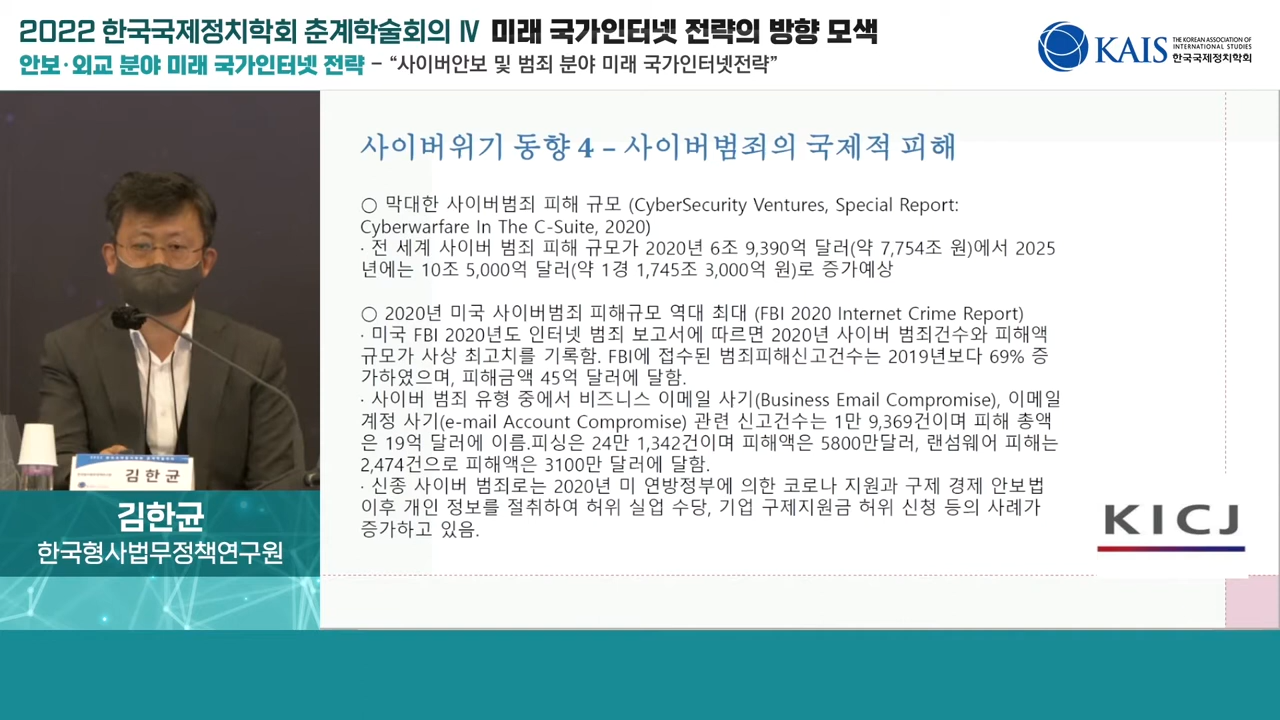 2022 한국국제정치학회 춘계학술회의 Ⅳ 미래 국가인터넷 전략의 방향 모색
안보·외교 분야 미래 국가인터넷 전략 – “사이버안보 및 범죄 분야 미래 국가인터넷전략”
KAIS
THE KOREAN ASSOCIATION OF
INTERNATIONAL STUDIES
한국국제정치학회
사이버위기 동향 4 – 사이버범죄의 국제적 피해
○ 막대한 사이버범죄 피해 규모 (CyberSecurity Ventures, Special Report:
Cyberwarfare In The C-Suite, 2020)
· 전 세계 사이버 범죄 피해 규모가 2020년 6조 9,390억 달러(약 7,754조 원)에서 2025
년에는 10조 5,000억 달러(약 1경 1,745조 3,000억 원)로 증가예상
○ 2020년 미국 사이버범죄 피해규모 역대 최대 (FBI 2020 Internet Crime Report)
· 미국 FBI 2020년도 인터넷 범죄 보고서에 따르면 2020년 사이버 범죄건수와 피해액
규모가 사상 최고치를 기록함. FBI에 접수된 범죄피해신고건수는 2019년보다 69% 증
가하였으며, 피해금액 45억 달러에 달함.
· 사이버 범죄 유형 중에서 비즈니스 이메일 사기(Business Email Compromise), 이메일
계정 사기(e-mail Account Compromise) 관련 신고건수는 1만 9,369건이며 피해 총액
은 19억 달러에 이름.피싱은 24만 1,342건이며 피해액은 5800만달러, 랜섬웨어 피해는
2,474건으로 피해액은 3100만 달러에 달함.
· 신종 사이버 범죄로는 2020년 미 연방정부에 의한 코로나 지원과 구제 경제 안보법
이후 개인 정보를 절취하여 허위 실업 수당, 기업 구제지원금 허위 신청 등의 사례가
증가하고 있음.
KICJ
김한균
김한균
한국형사법무정책연구원